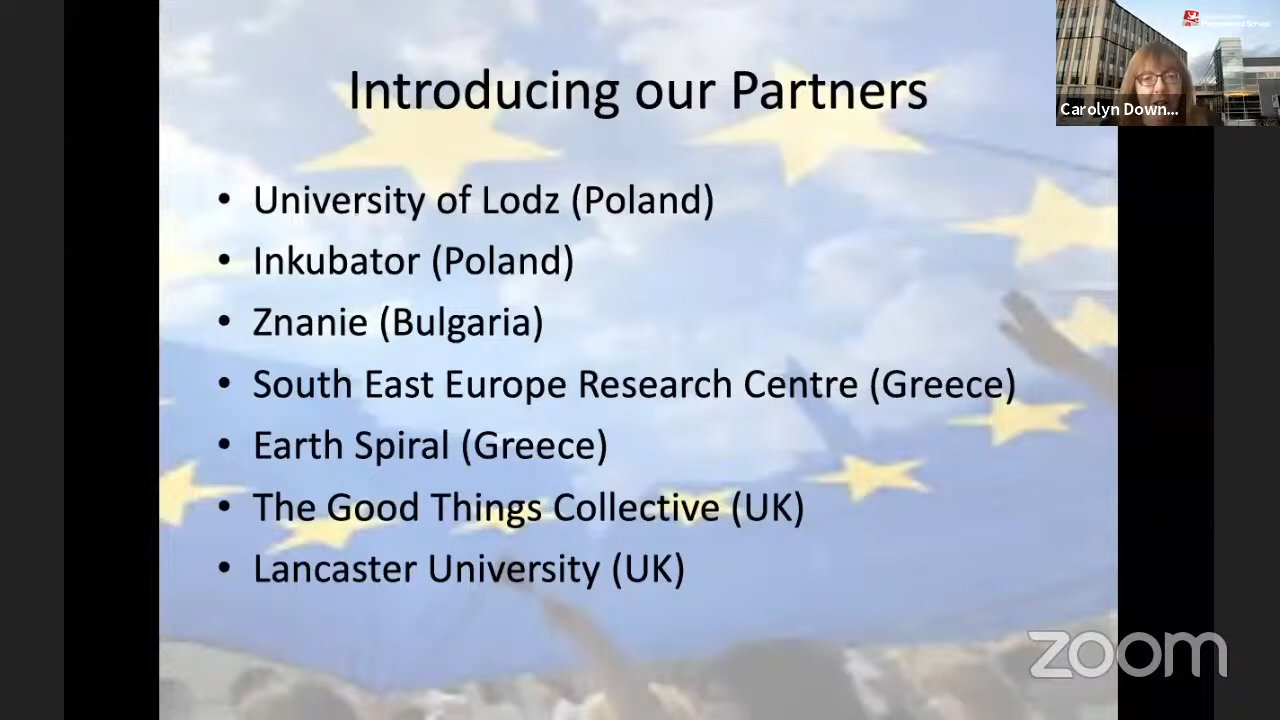 Introducing our Partners
• University of Lodz (Poland)
• Inkubator (Poland)
• Znanie (Bulgaria)
• South East Europe Research Centre (Greece)
• Earth Spiral (Greece)
• The Good Things Collective (UK)
• Lancaster University (UK)
Carolyn Down...
zoom